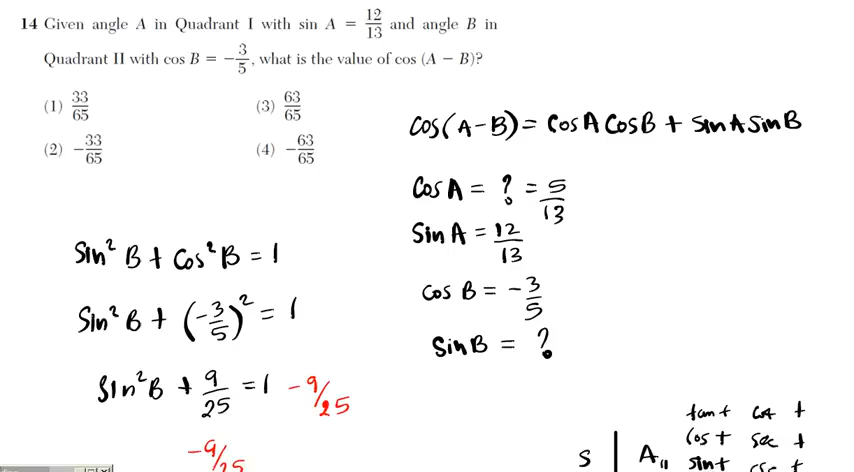 14 Given angle A in Quadrant I with sin A = 12/13 and angle B in
Quadrant II with cos B = −3/5, what is the value of cos (A − B)?
(1) 33/65 (3) 63/65
(2) −33/65 (4) −63/65
Cos(A-B) = CosA CosB + SinA SinB
Cos A = ? = 5/13
Sin A = 12/13
Cos B = -3/5
Sin B = ?
Sin² B + Cos² B = 1
Sin² B + (-3/5)² = 1
Sin² B + 9/25 = 1 -9/25
-9/25
tan + cot +
Cos + sec +
S | A sin + csc +